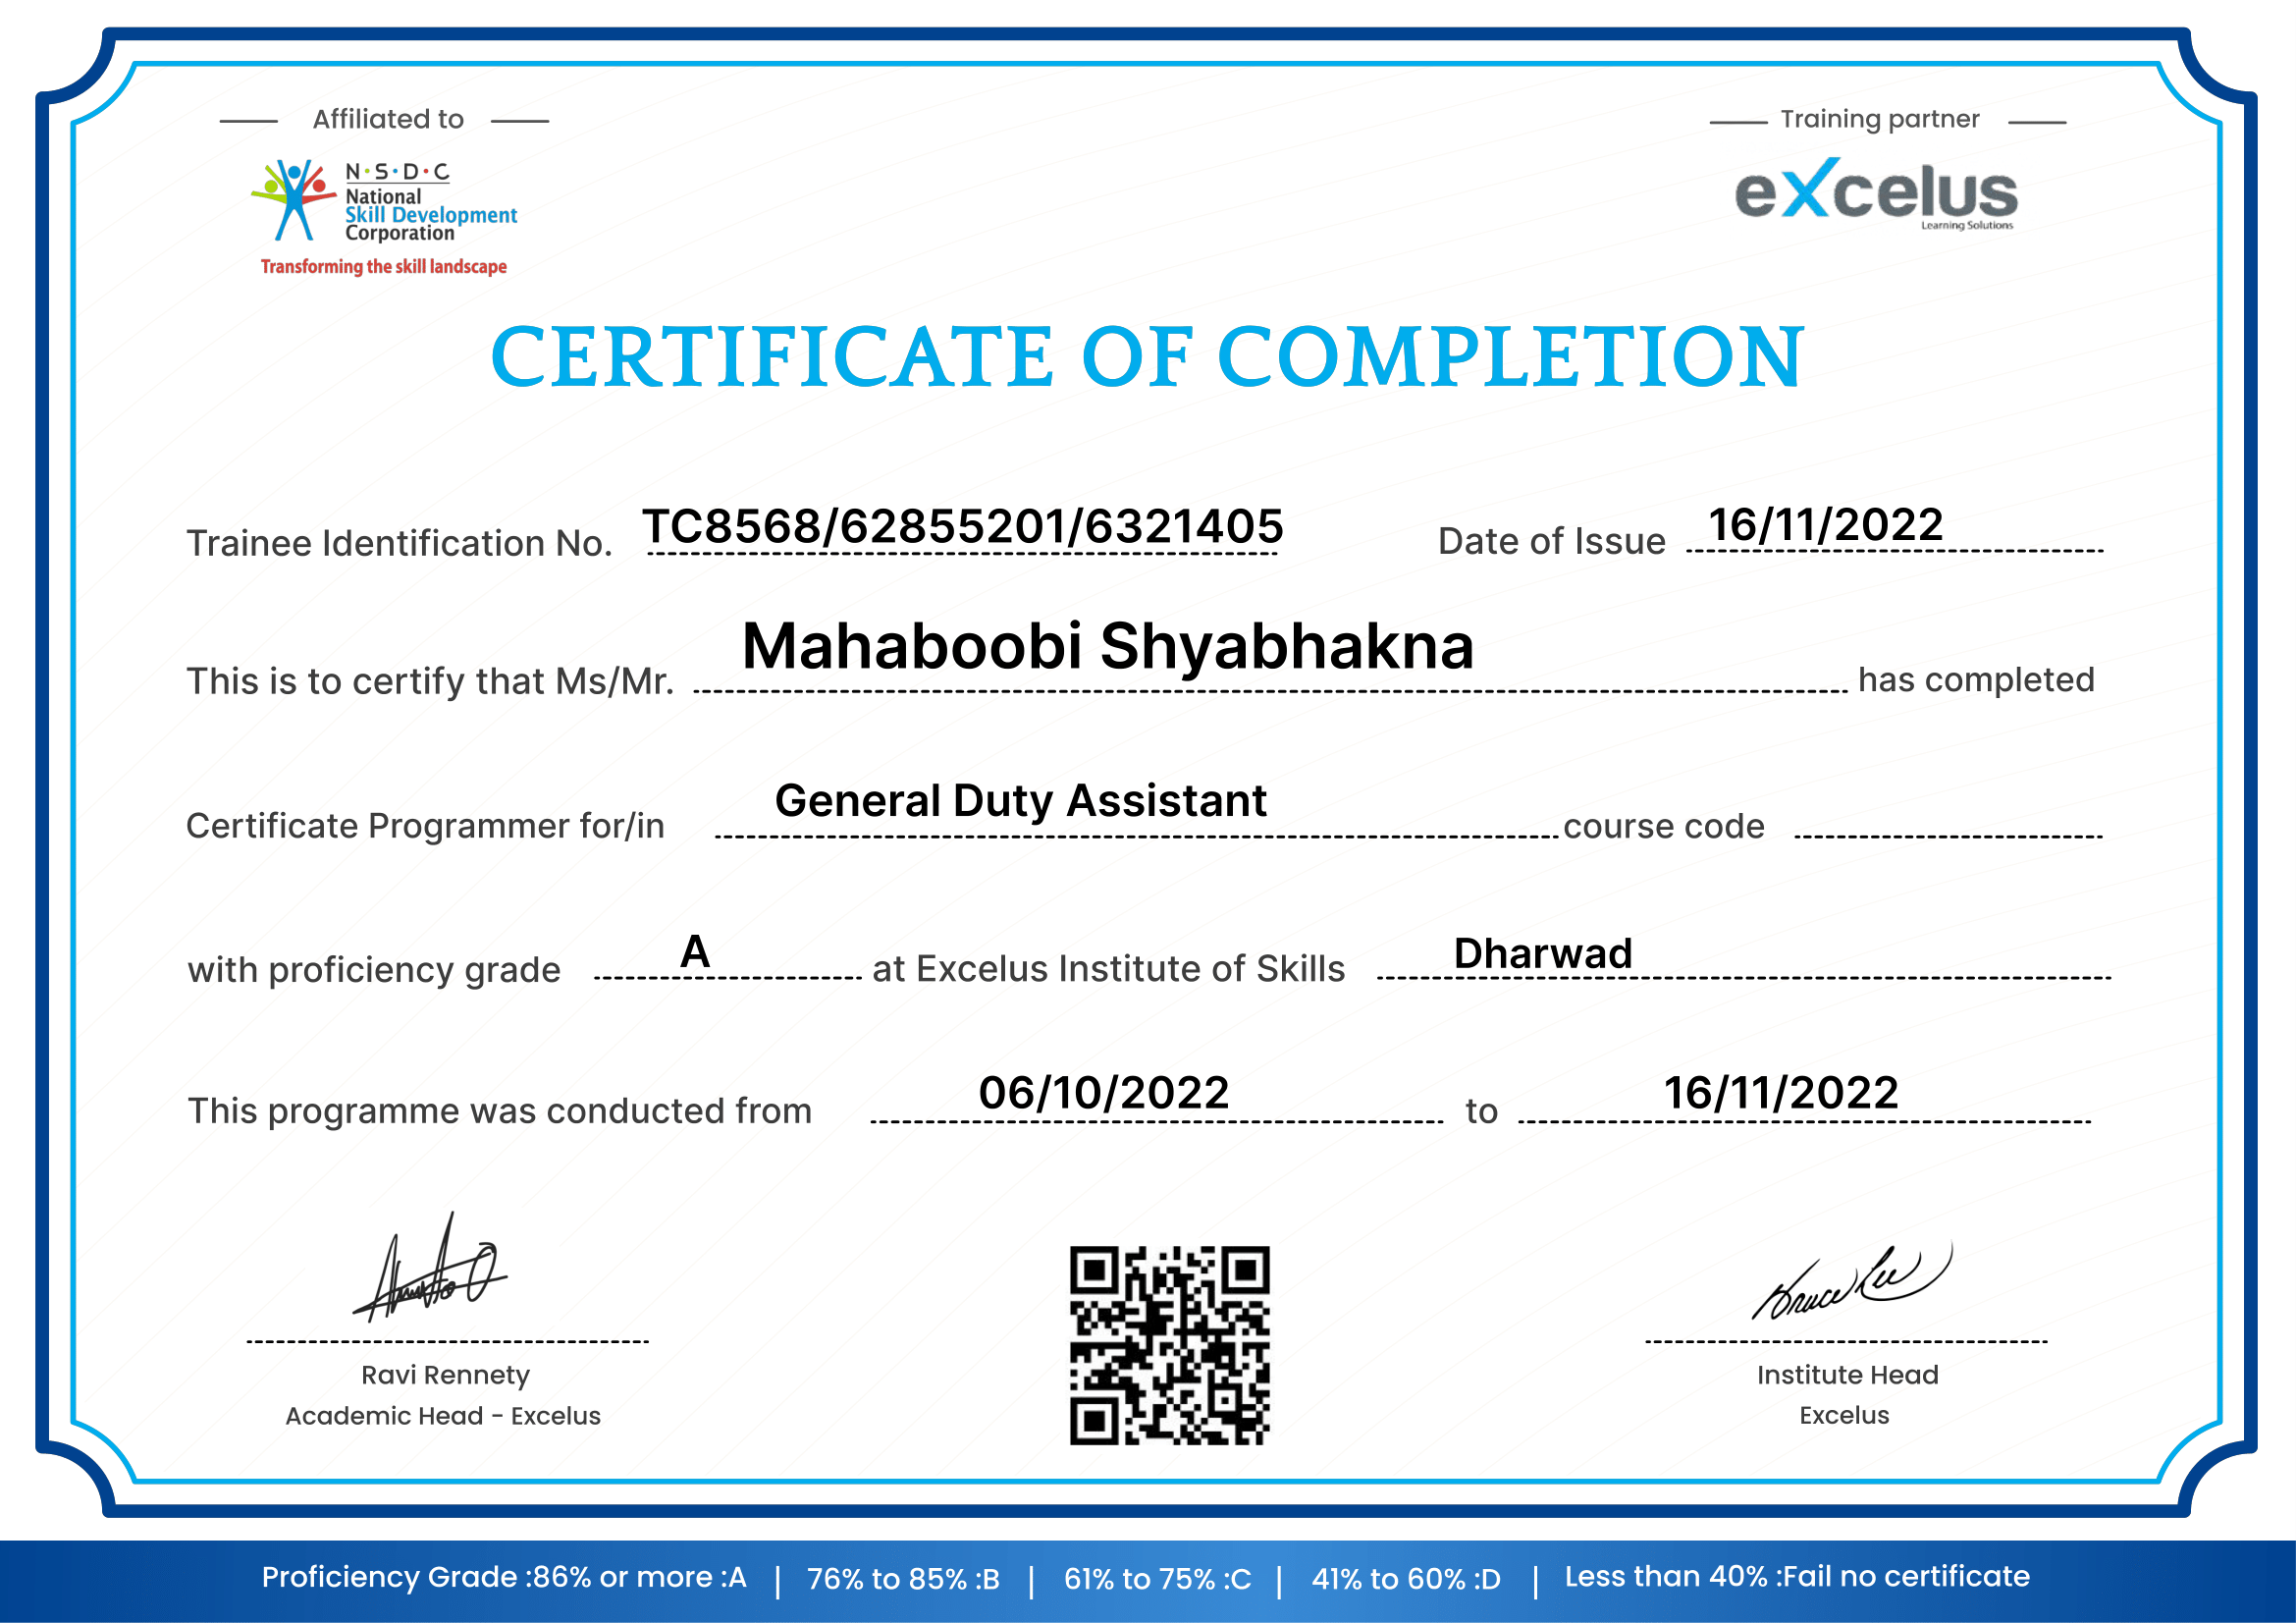 Affiliated to
Training partner
N·S·D·C
National
Skill Development
Corporation
Transforming the skill landscape
eXcelus
Learning Solutions
CERTIFICATE OF COMPLETION
Trainee Identification No. TC8568/62855201/6321405 Date of Issue 16/11/2022
This is to certify that Ms/Mr. Mahaboobi Shyabhakna has completed
Certificate Programmer for/in General Duty Assistant course code
with proficiency grade A at Excelus Institute of Skills Dharwad
This programme was conducted from 06/10/2022 to 16/11/2022
Ravi Rennety
Academic Head - Excelus
Institute Head
Excelus
Proficiency Grade :86% or more :A | 76% to 85% :B | 61% to 75% :C | 41% to 60% :D | Less than 40% :Fail no certificate